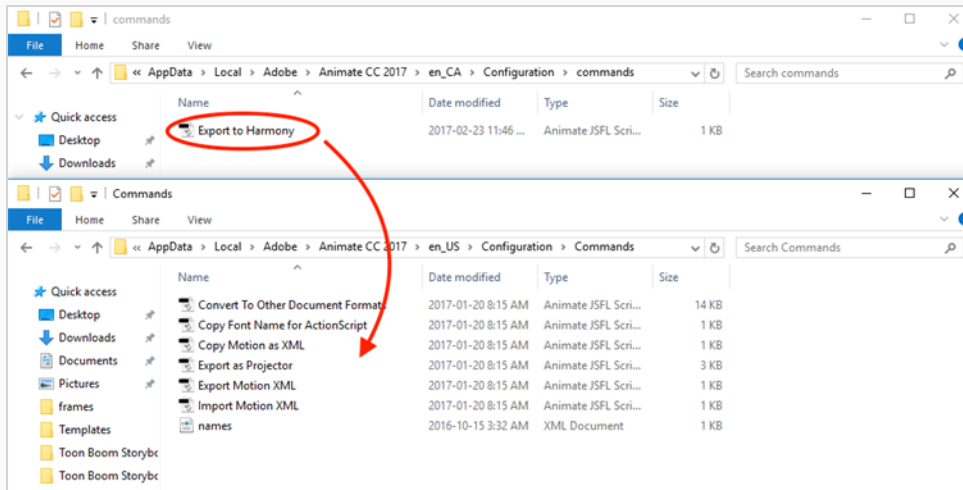 commands
File Home Share View
« AppData > Local > Adobe > Animate CC 2017 > en_CA > Configuration > commands Search commands
Name Date modified Type Size
Quick access
Export to Harmony 2017-02-23 11:46 ... Animate JSFL Scri... 1 KB
Desktop
Downloads
Commands
File Home Share View
« AppData > Local > Adobe > Animate CC 2017 > en_US > Configuration > Commands Search Commands
Name Date modified Type Size
Quick access
Convert To Other Document Formats 2017-01-20 8:15 AM Animate JSFL Scri... 14 KB
Desktop
Copy Font Name for ActionScript 2017-01-20 8:15 AM Animate JSFL Scri... 1 KB
Downloads
Copy Motion as XML 2017-01-20 8:15 AM Animate JSFL Scri... 1 KB
Documents
Export as Projector 2017-01-20 8:15 AM Animate JSFL Scri... 3 KB
Pictures
Export Motion XML 2017-01-20 8:15 AM Animate JSFL Scri... 1 KB
frames
Import Motion XML 2017-01-20 8:15 AM Animate JSFL Scri... 1 KB
Templates
names 2016-10-15 3:32 AM XML Document 1 KB
Toon Boom Storybo
Toon Boom Storybo